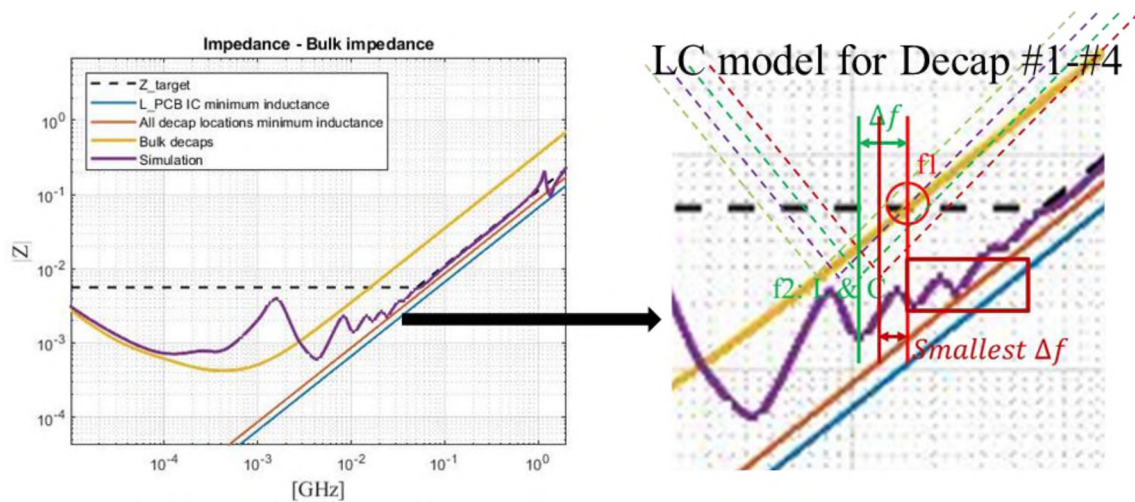 Impedance - Bulk impedance
Z_target
L_PCB IC minimum inductance
All decap locations minimum inductance
Bulk decaps
Simulation
|Z|
10^0
10^-1
10^-2
10^-3
10^-4
10^-4
10^-3
10^-2
10^-1
10^0
[GHz]
LC model for Decap #1-#4
Δf
f1
f2: L & C
Smallest Δf